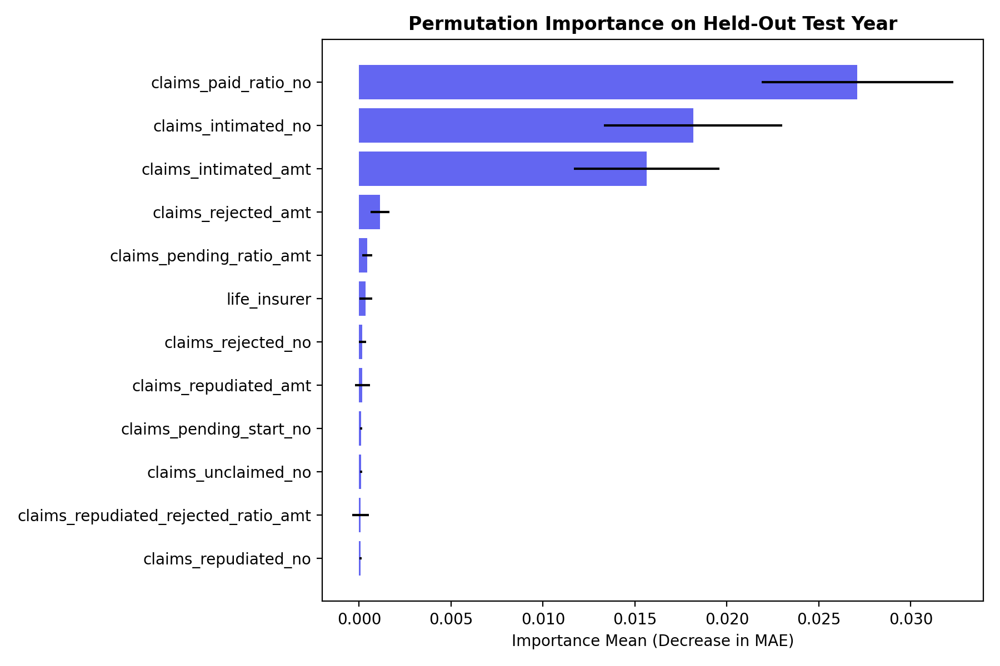 Permutation Importance on Held-Out Test Year
claims_paid_ratio_no
claims_intimated_no
claims_intimated_amt
claims_rejected_amt
claims_pending_ratio_amt
life_insurer
claims_rejected_no
claims_repudiated_amt
claims_pending_start_no
claims_unclaimed_no
claims_repudiated_rejected_ratio_amt
claims_repudiated_no
0.000 0.005 0.010 0.015 0.020 0.025 0.030
Importance Mean (Decrease in MAE)